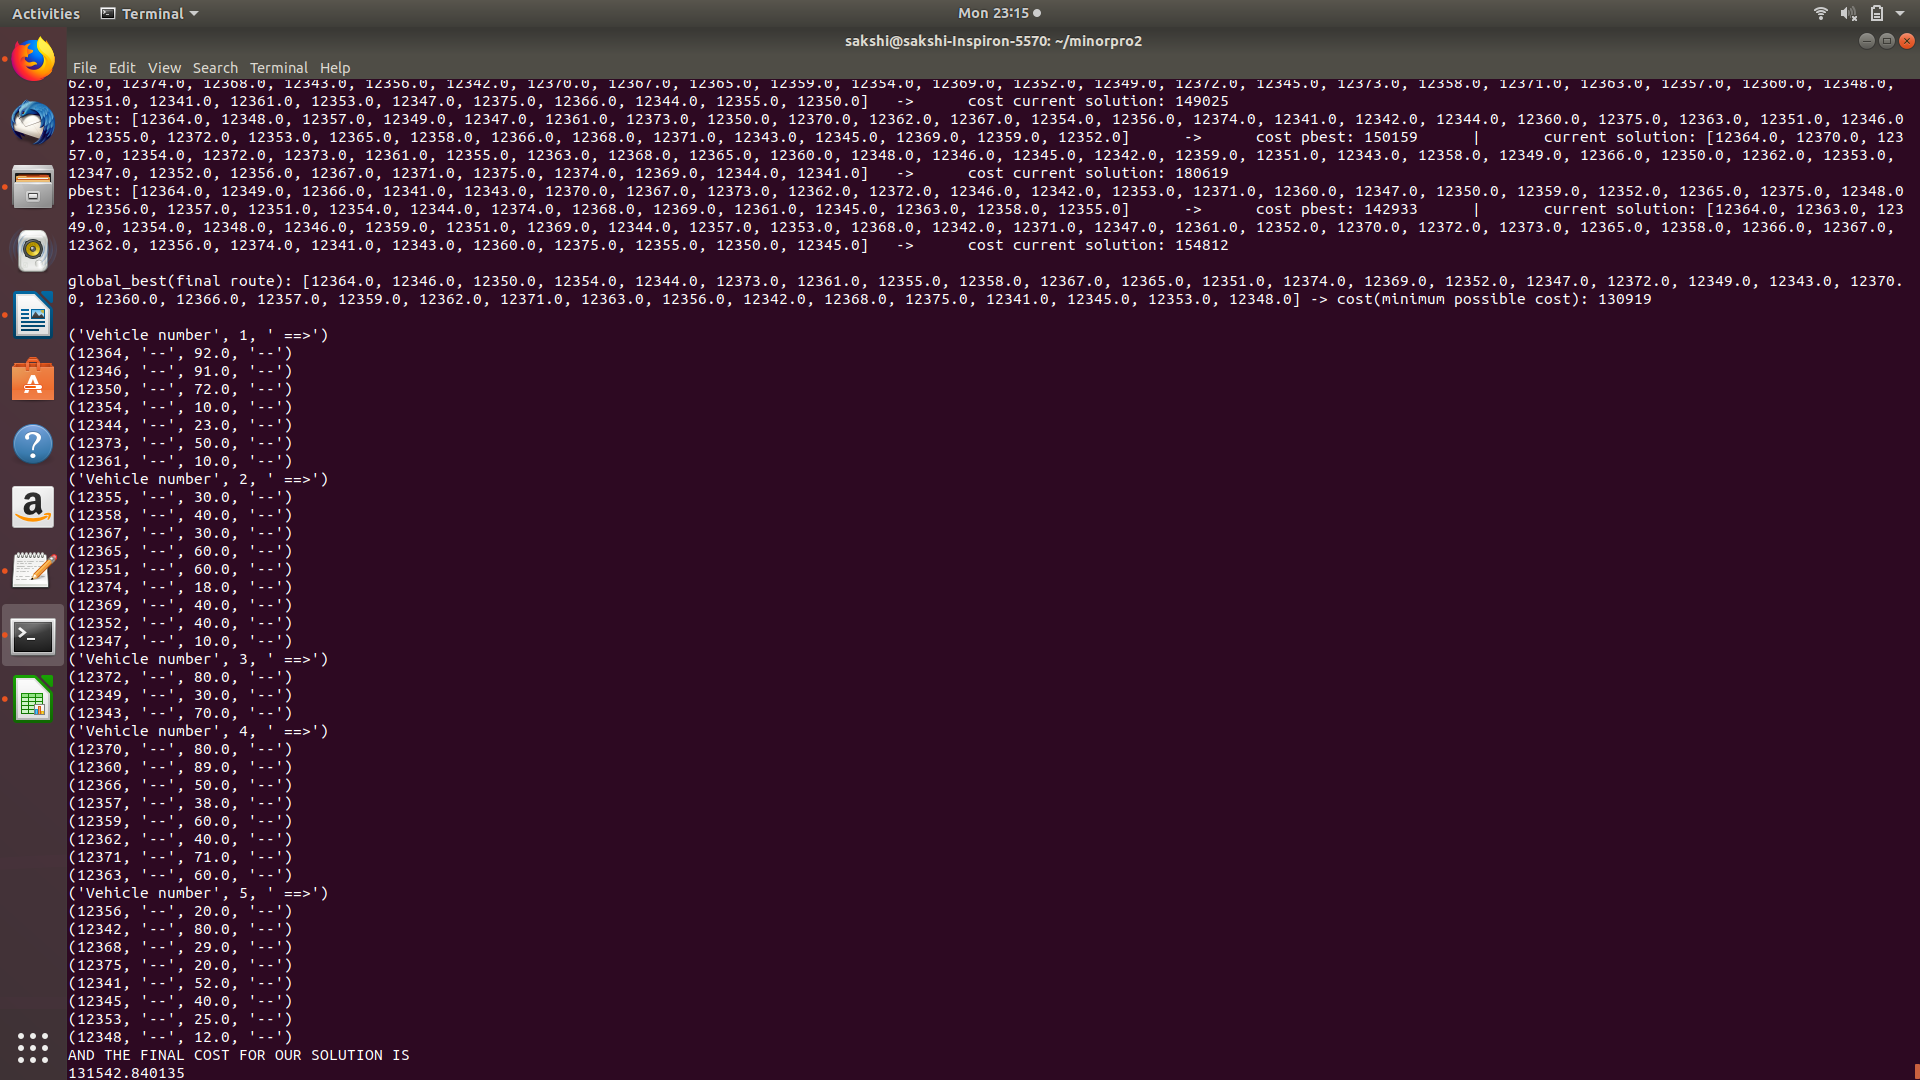 Activities Terminal Mon 23:15
sakshi@sakshi-Inspiron-5570: ~/minorpro2
File Edit View Search Terminal Help
62.0, 12374.0, 12368.0, 12343.0, 12356.0, 12342.0, 12370.0, 12367.0, 12365.0, 12359.0, 12354.0, 12369.0, 12352.0, 12349.0, 12372.0, 12345.0, 12373.0, 12358.0, 12371.0, 12363.0, 12357.0, 12360.0, 12348.0,
12351.0, 12341.0, 12361.0, 12353.0, 12347.0, 12375.0, 12366.0, 12344.0, 12355.0, 12350.0] -> cost current solution: 149025
pbest: [12364.0, 12348.0, 12357.0, 12349.0, 12347.0, 12361.0, 12373.0, 12350.0, 12370.0, 12362.0, 12367.0, 12354.0, 12356.0, 12374.0, 12341.0, 12342.0, 12344.0, 12360.0, 12375.0, 12363.0, 12351.0, 12346.0
, 12355.0, 12372.0, 12353.0, 12365.0, 12358.0, 12366.0, 12368.0, 12371.0, 12343.0, 12345.0, 12369.0, 12359.0, 12352.0] -> cost pbest: 150159 | current solution: [12364.0, 12370.0, 123
57.0, 12354.0, 12372.0, 12373.0, 12361.0, 12355.0, 12363.0, 12368.0, 12365.0, 12360.0, 12348.0, 12346.0, 12345.0, 12342.0, 12359.0, 12351.0, 12343.0, 12358.0, 12349.0, 12366.0, 12350.0, 12362.0, 12353.0,
12347.0, 12352.0, 12356.0, 12367.0, 12371.0, 12375.0, 12374.0, 12369.0, 12344.0, 12341.0] -> cost current solution: 180619
pbest: [12364.0, 12349.0, 12366.0, 12341.0, 12343.0, 12370.0, 12367.0, 12373.0, 12362.0, 12372.0, 12346.0, 12342.0, 12353.0, 12371.0, 12360.0, 12347.0, 12350.0, 12359.0, 12352.0, 12365.0, 12375.0, 12348.0
, 12356.0, 12357.0, 12351.0, 12354.0, 12344.0, 12374.0, 12368.0, 12369.0, 12361.0, 12345.0, 12363.0, 12358.0, 12355.0] -> cost pbest: 142933 | current solution: [12364.0, 12363.0, 123
49.0, 12354.0, 12348.0, 12346.0, 12359.0, 12351.0, 12369.0, 12344.0, 12357.0, 12353.0, 12368.0, 12342.0, 12371.0, 12347.0, 12361.0, 12352.0, 12370.0, 12372.0, 12373.0, 12365.0, 12358.0, 12366.0, 12367.0,
12362.0, 12356.0, 12374.0, 12341.0, 12343.0, 12360.0, 12375.0, 12355.0, 12350.0, 12345.0] -> cost current solution: 154812
global_best(final route): [12364.0, 12346.0, 12350.0, 12354.0, 12344.0, 12373.0, 12361.0, 12355.0, 12358.0, 12367.0, 12365.0, 12351.0, 12374.0, 12369.0, 12352.0, 12347.0, 12372.0, 12349.0, 12343.0, 12370.
0, 12360.0, 12366.0, 12357.0, 12359.0, 12362.0, 12371.0, 12363.0, 12356.0, 12342.0, 12368.0, 12375.0, 12341.0, 12345.0, 12353.0, 12348.0] -> cost(minimum possible cost): 130919
('Vehicle number', 1, ' ==>')
(12364, '--', 92.0, '--')
(12346, '--', 91.0, '--')
(12350, '--', 72.0, '--')
(12354, '--', 10.0, '--')
(12344, '--', 23.0, '--')
(12373, '--', 50.0, '--')
(12361, '--', 10.0, '--')
('Vehicle number', 2, ' ==>')
(12355, '--', 30.0, '--')
(12358, '--', 40.0, '--')
(12367, '--', 30.0, '--')
(12365, '--', 60.0, '--')
(12351, '--', 60.0, '--')
(12374, '--', 18.0, '--')
(12369, '--', 40.0, '--')
(12352, '--', 40.0, '--')
(12347, '--', 10.0, '--')
('Vehicle number', 3, ' ==>')
(12372, '--', 80.0, '--')
(12349, '--', 30.0, '--')
(12343, '--', 70.0, '--')
('Vehicle number', 4, ' ==>')
(12370, '--', 80.0, '--')
(12360, '--', 89.0, '--')
(12366, '--', 50.0, '--')
(12357, '--', 38.0, '--')
(12359, '--', 60.0, '--')
(12362, '--', 40.0, '--')
(12371, '--', 71.0, '--')
(12363, '--', 60.0, '--')
('Vehicle number', 5, ' ==>')
(12356, '--', 20.0, '--')
(12342, '--', 80.0, '--')
(12368, '--', 29.0, '--')
(12375, '--', 20.0, '--')
(12341, '--', 52.0, '--')
(12345, '--', 40.0, '--')
(12353, '--', 25.0, '--')
(12348, '--', 12.0, '--')
AND THE FINAL COST FOR OUR SOLUTION IS
131542.840135